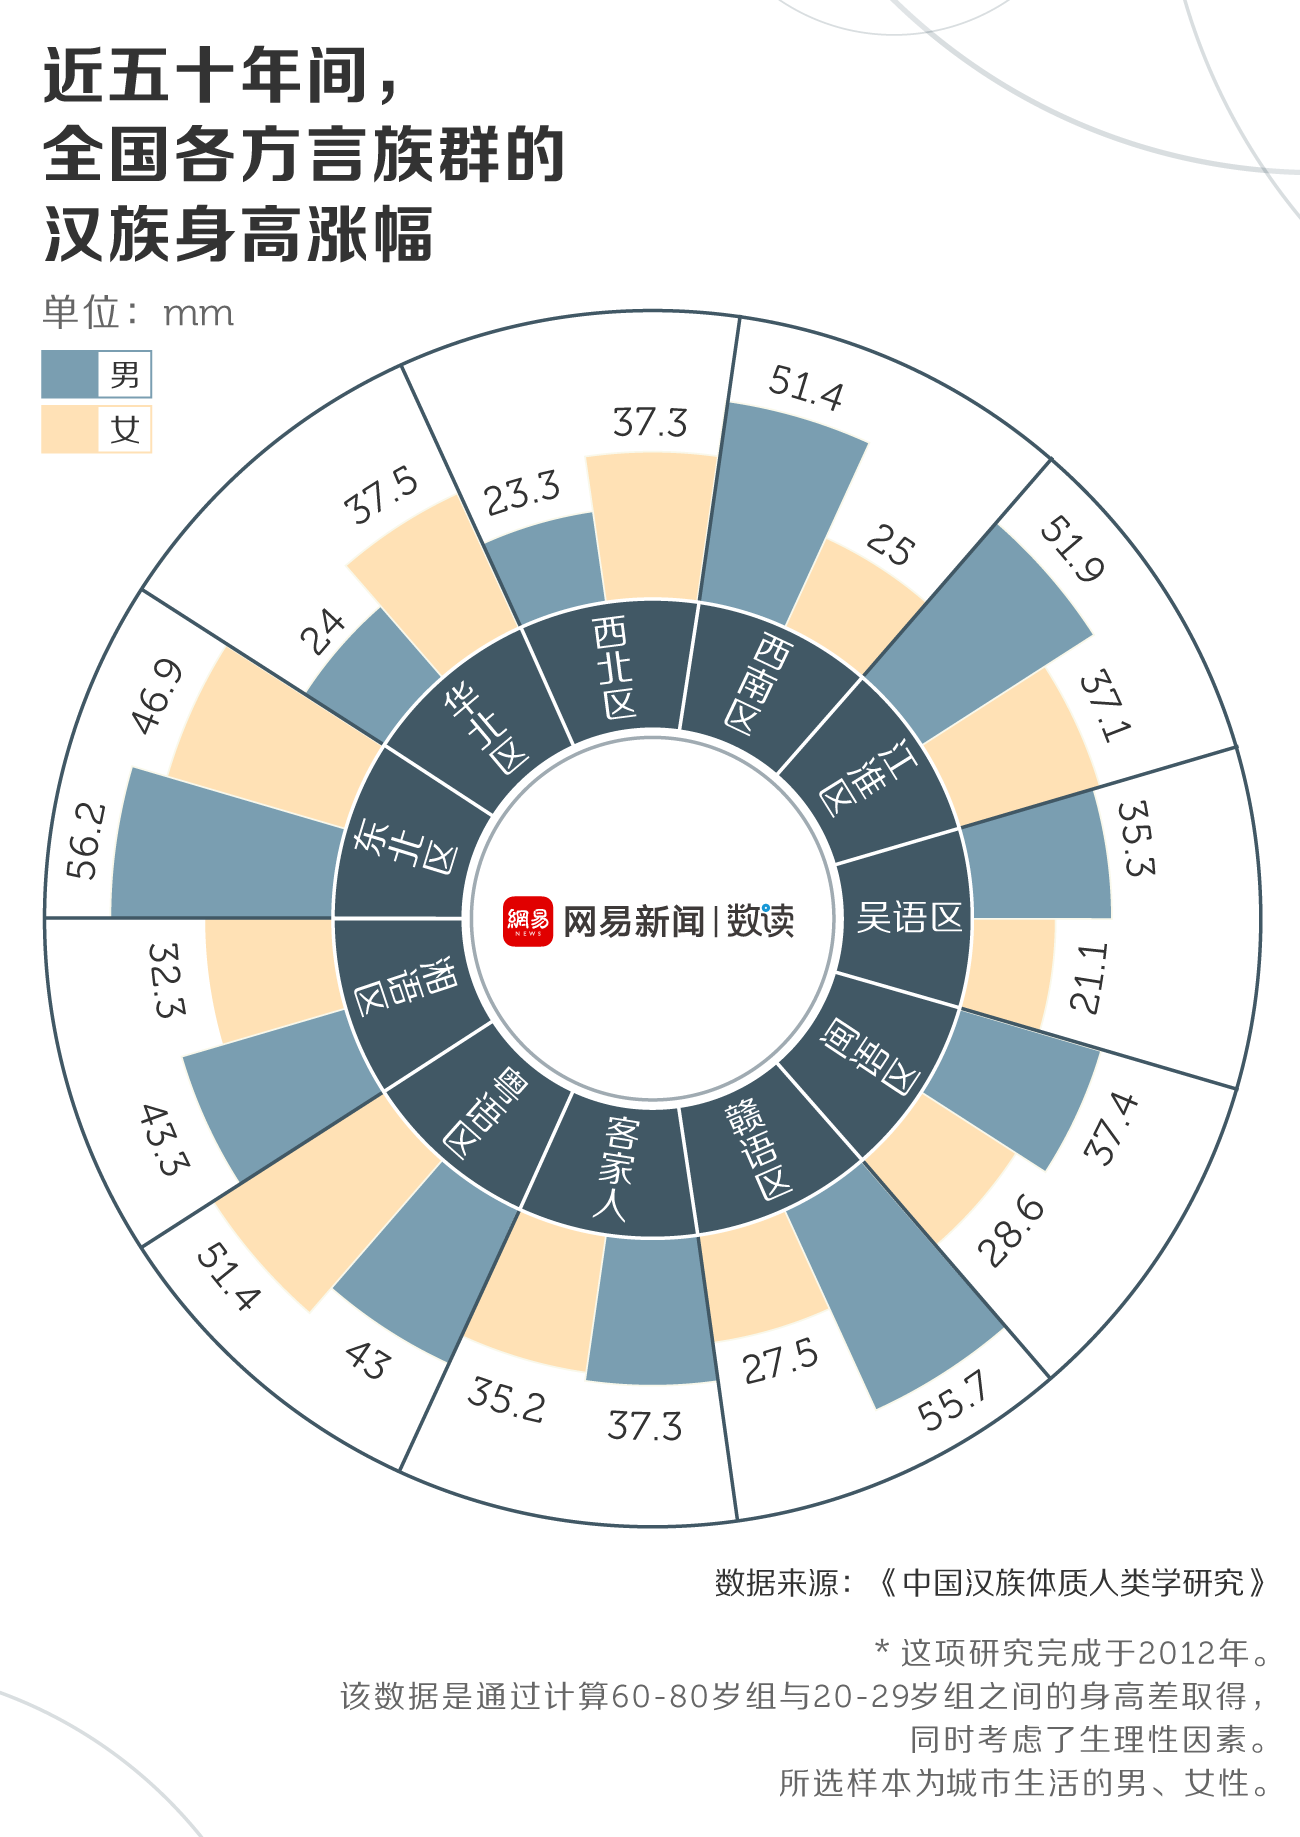 近五十年间，
全国各方言族群的
汉族身高涨幅
单位：mm
男
女
西北区
23.3
37.3
西南区
51.4
25
江淮区
51.9
37.1
吴语区
35.3
21.1
闽语区
37.4
28.6
赣语区
55.7
27.5
客家人
37.3
35.2
粤语区
43
51.4
湘语区
43.3
32.3
东北区
56.2
46.9
华北区
24
37.5
網易
NEWS
网易新闻|数读
数据来源：《中国汉族体质人类学研究》
* 这项研究完成于2012年。
该数据是通过计算60-80岁组与20-29岁组之间的身高差取得，
同时考虑了生理性因素。
所选样本为城市生活的男、女性。